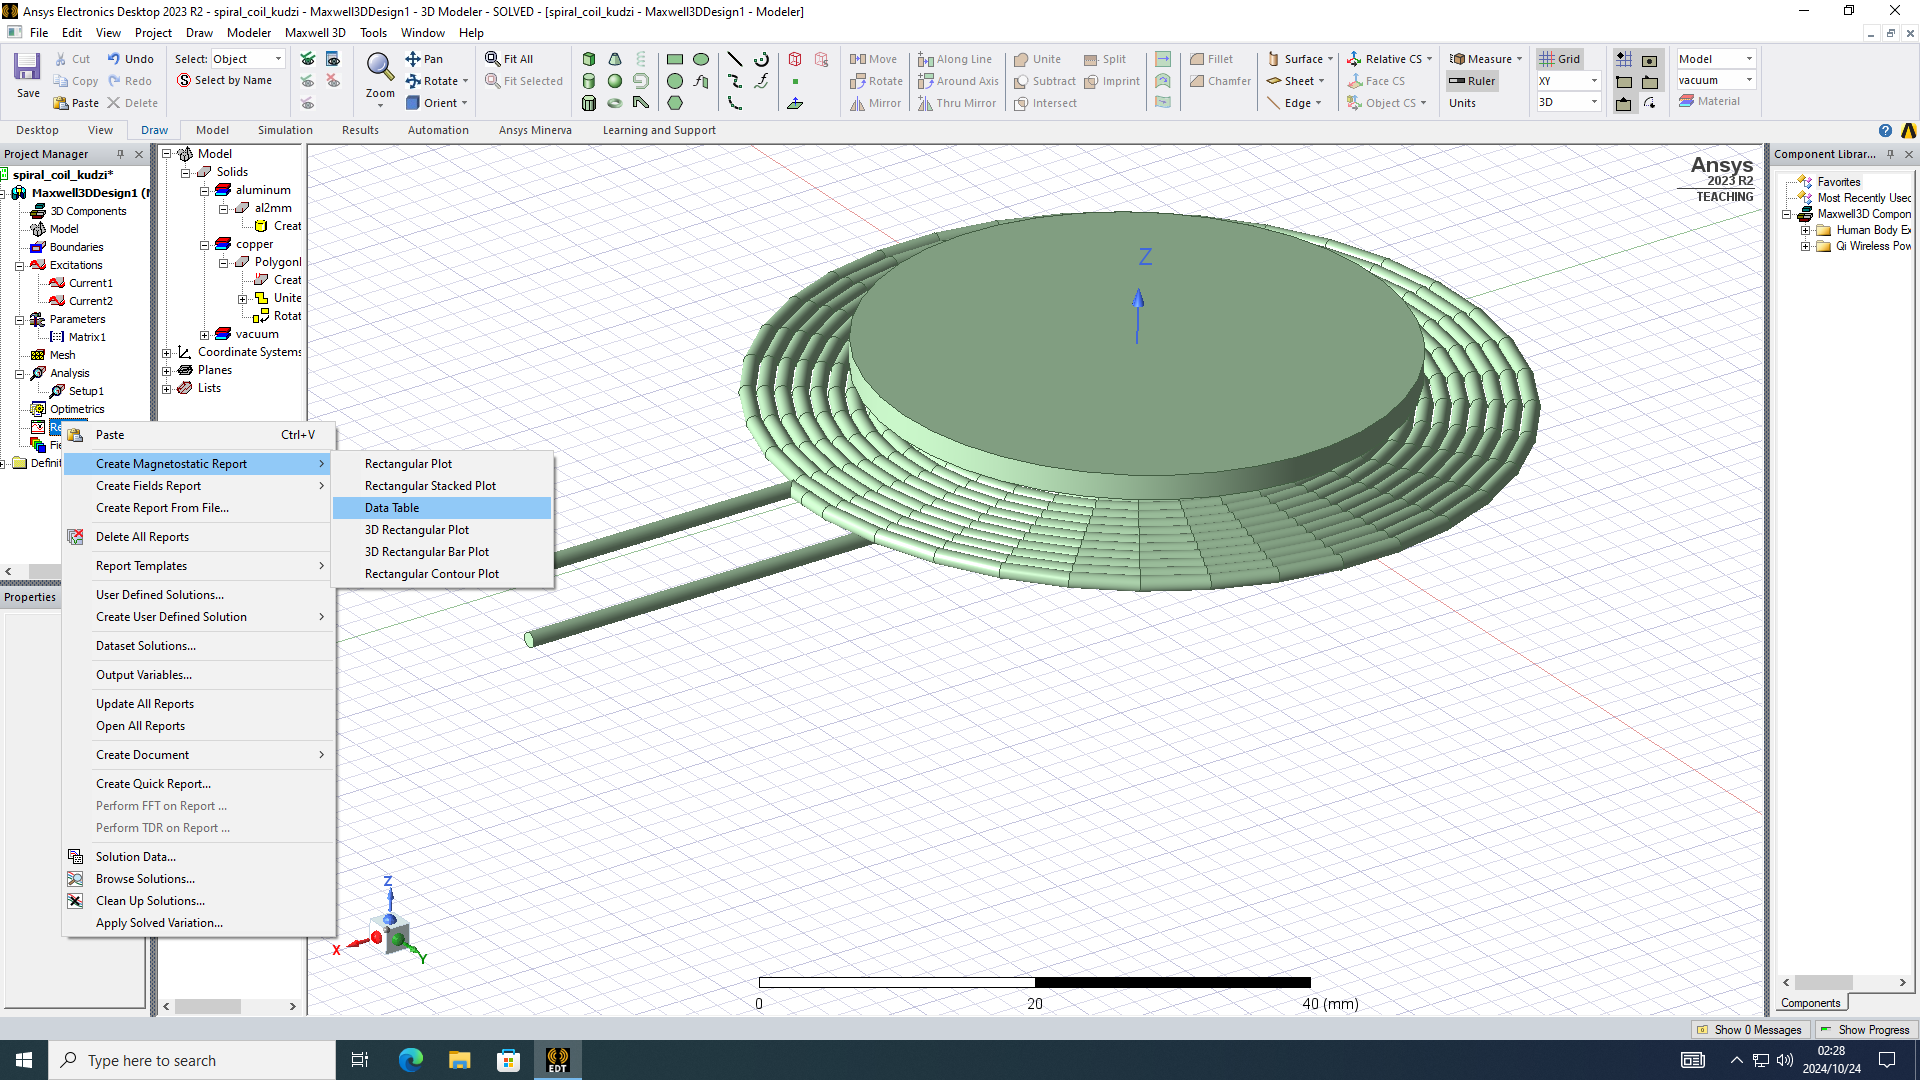 Ansys Electronics Desktop 2023 R2 - spiral_coil_kudzi - Maxwell3DDesign1 - 3D Modeler - SOLVED - [spiral_coil_kudzi - Maxwell3DDesign1 - Modeler]
File Edit View Project Draw Modeler Maxwell 3D Tools Window Help
Save
Cut
Copy
Paste
Undo
Redo
Delete
Select: Object
Select by Name
Zoom
Pan
Rotate
Orient
Fit All
Fit Selected
Move
Rotate
Mirror
Along Line
Around Axis
Thru Mirror
Unite
Subtract
Intersect
Split
Imprint
Fillet
Chamfer
Surface
Sheet
Edge
Relative CS
Face CS
Object CS
Measure
Ruler
Units
Grid
XY
3D
Model
vacuum
Material
Desktop View Draw Model Simulation Results Automation Ansys Minerva Learning and Support
Project Manager
spiral_coil_kudzi*
Maxwell3DDesign1 (
3D Components
Model
Boundaries
Excitations
Current1
Current2
Parameters
Matrix1
Mesh
Analysis
Setup1
Optimetrics
Re
Fi
Defini
Properties
Model
Solids
aluminum
al2mm
Creat
copper
Polygon
Creat
Unite
Rotat
vacuum
Coordinate Systems
Planes
Lists
Paste Ctrl+V
Create Magnetostatic Report
Create Fields Report
Create Report From File...
Delete All Reports
Report Templates
User Defined Solutions...
Create User Defined Solution
Dataset Solutions...
Output Variables...
Update All Reports
Open All Reports
Create Document
Create Quick Report...
Perform FFT on Report ...
Perform TDR on Report ...
Solution Data...
Browse Solutions...
Clean Up Solutions...
Apply Solved Variation...
Rectangular Plot
Rectangular Stacked Plot
Data Table
3D Rectangular Plot
3D Rectangular Bar Plot
Rectangular Contour Plot
Ansys
2023 R2
TEACHING
Z
Z
X
Y
0 20 40 (mm)
Component Librar...
Favorites
Most Recently Used
Maxwell3D Compon
Human Body Ex
Qi Wireless Pow
Components
Show 0 Messages
Show Progress
Type here to search
EDT
02:28
2024/10/24